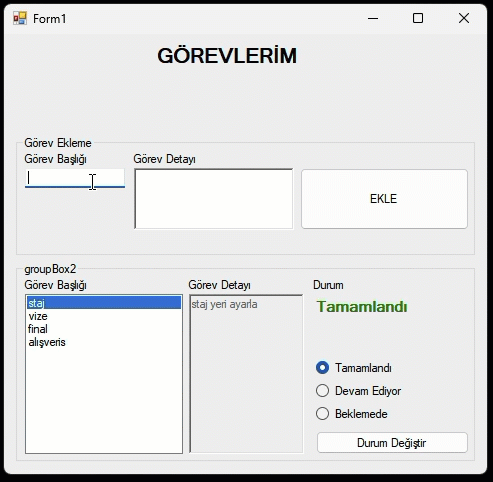 Form1
GÖREVLERİM
Görev Ekleme
Görev Başlığı
Görev Detayı
EKLE
groupBox2
Görev Başlığı
Görev Detayı
Durum
staj
vize
final
alışveris
staj yeri ayarla
Tamamlandı
Tamamlandı
Devam Ediyor
Beklemede
Durum Değiştir